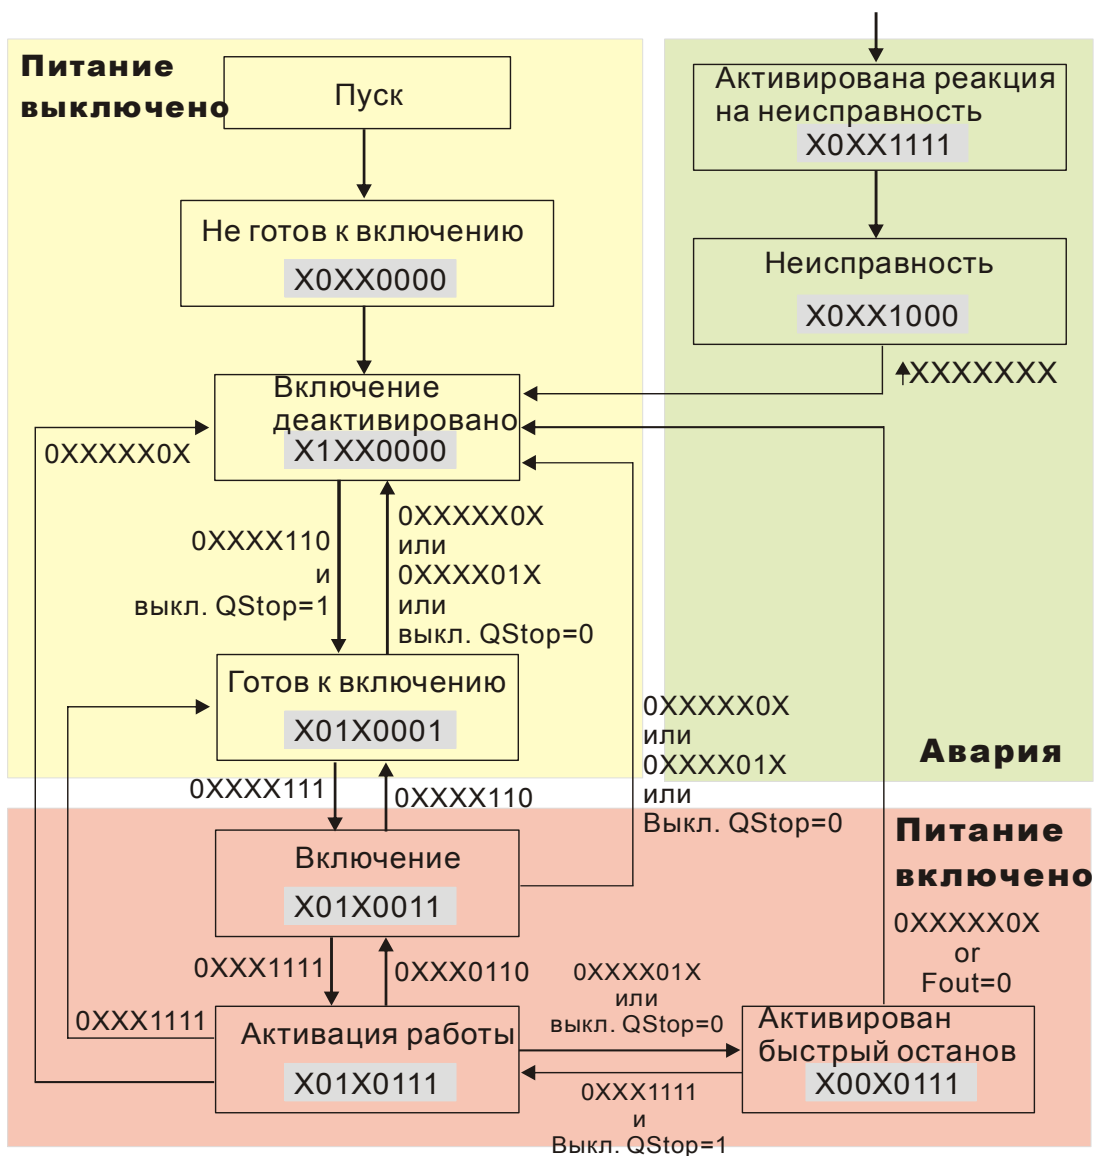 Питание
выключено
Пуск
Не готов к включению
X0XX0000
Включение
деактивировано
X1XX0000
0XXXXX0X
0XXXX110
и
выкл. QStop=1
0XXXXX0X
или
0XXXX01X
или
выкл. QStop=0
Готов к включению
X01X0001
Активирована реакция
на неисправность
X0XX1111
Неисправность
X0XX1000
XXXXXXX
Авария
0XXXXX0X
или
0XXXX01X
или
Выкл. QStop=0
0XXXX111
0XXXX110
Питание
включено
Включение
X01X0011
0XXX1111
0XXX0110
0XXX1111
Активация работы
X01X0111
0XXXX01X
или
выкл. QStop=0
0XXXXX0X
or
Fout=0
Активирован
быстрый останов
X00X0111
0XXX1111
и
Выкл. QStop=1